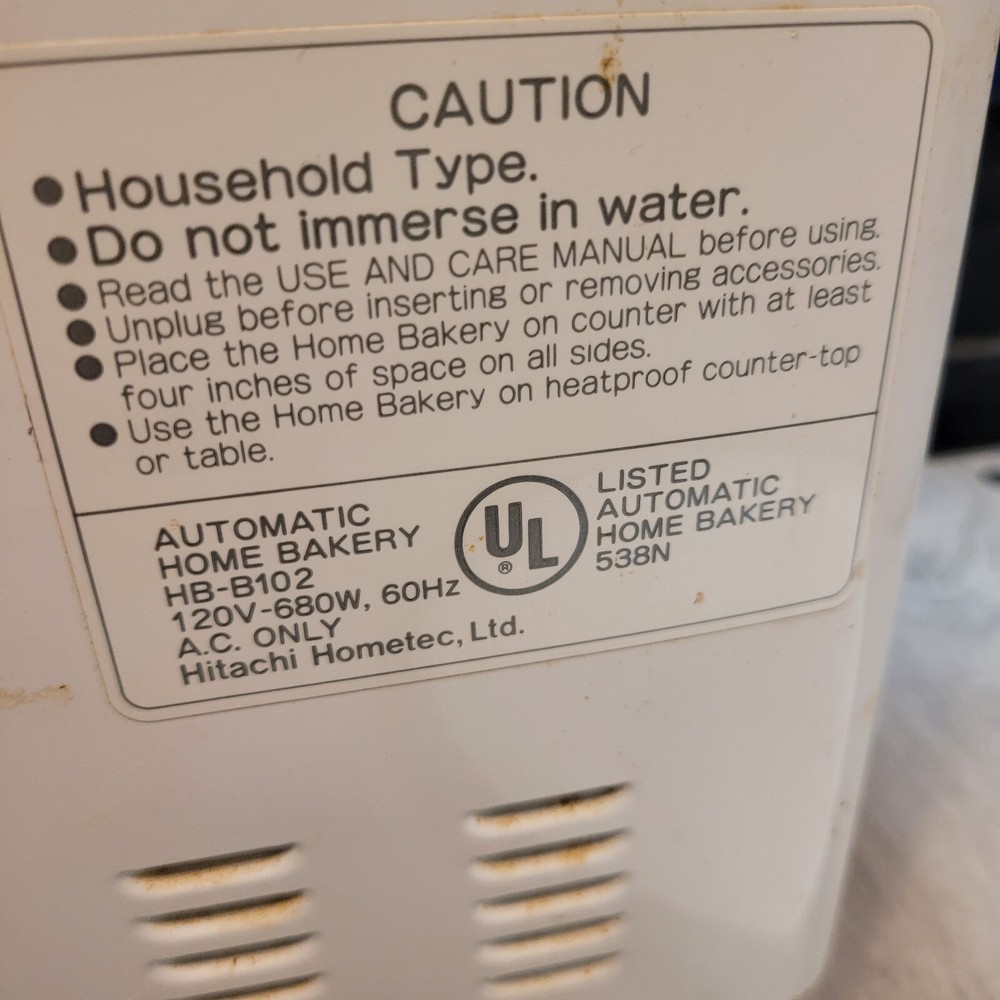 CAUTION
● Household Type.
● Do not immerse in water.
● Read the USE AND CARE MANUAL before using.
● Unplug before inserting or removing accessories.
● Place the Home Bakery on counter with at least
four inches of space on all sides.
● Use the Home Bakery on heatproof counter-top
or table.
AUTOMATIC
HOME BAKERY
HB-B102
120V-680W, 60Hz
A.C. ONLY
Hitachi Hometec, Ltd.
UL
®
LISTED
AUTOMATIC
HOME BAKERY
538N